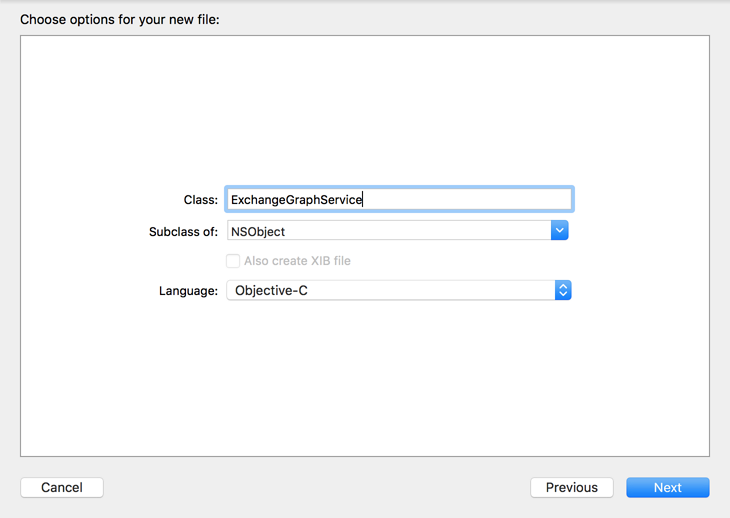 Choose options for your new file:
Class: ExchangeGraphService
Subclass of: NSObject
Also create XIB file
Language: Objective-C
Cancel Previous Next